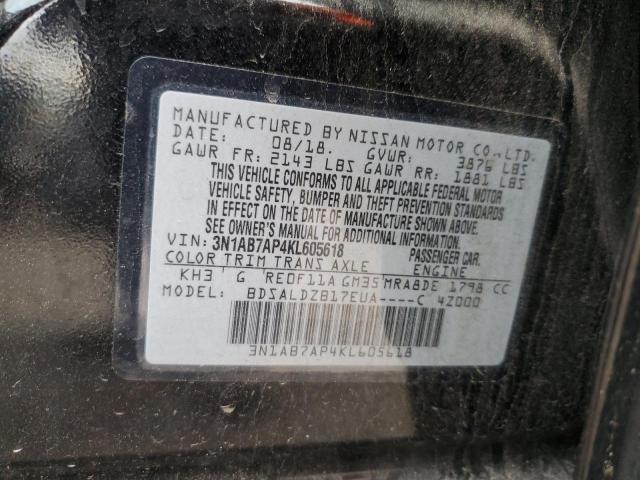 MANUFACTURED BY NISSAN MOTOR CO.,LTD.
DATE: 08/18. GVWR: 3876 LBS
GAWR FR: 2143 LBS GAWR RR: 1881 LBS
THIS VEHICLE CONFORMS TO ALL APPLICABLE FEDERAL MOTOR
VEHICLE SAFETY, BUMPER AND THEFT PREVENTION STANDARDS
IN EFFECT ON THE DATE OF MANUFACTURE SHOWN ABOVE.
SEE OWNER'S MANUAL FOR ADDITIONAL INFORMATION.
VIN: 3N1AB7AP4KL605618 PASSENGER CAR.
COLOR TRIM TRANS AXLE ENGINE
KH3 G RE0F11A GM35 MRA8DE 1798 CC
MODEL: BDSALDZB17EUA----C 42000
3N1AB7AP4KL605618